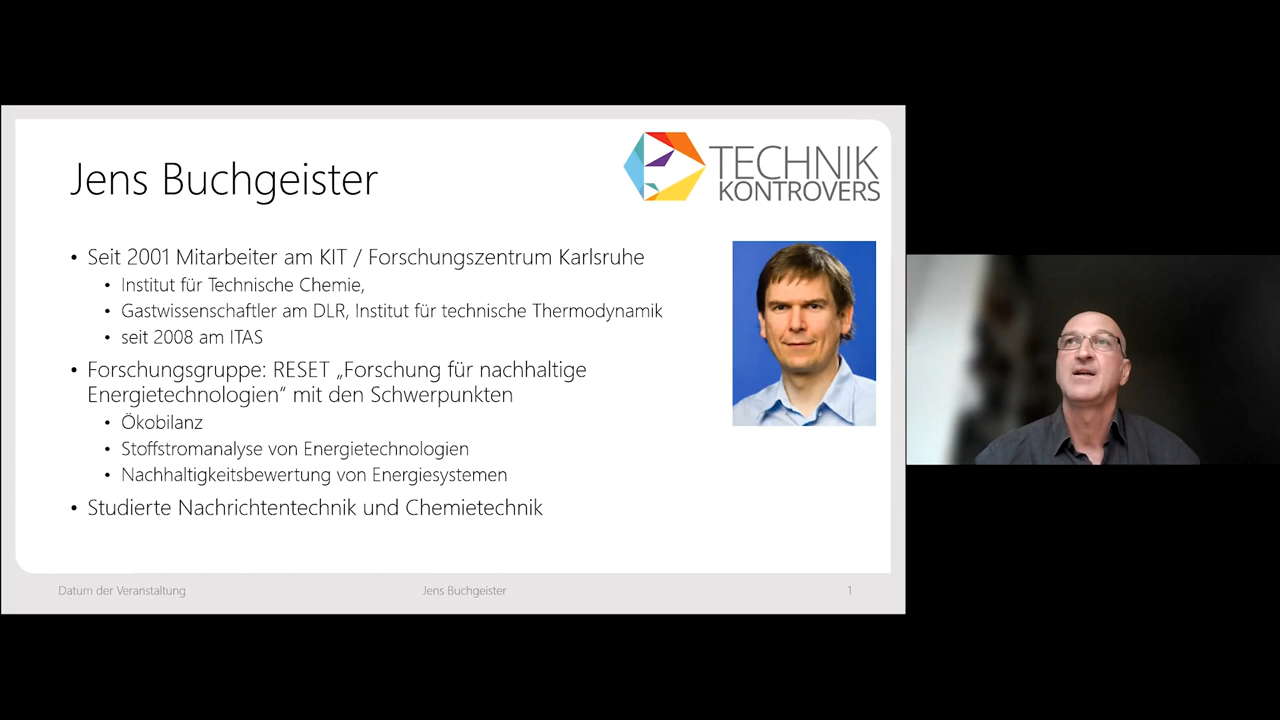 Jens Buchgeister
TECHNIK
KONTROVERS
• Seit 2001 Mitarbeiter am KIT / Forschungszentrum Karlsruhe
• Institut für Technische Chemie,
• Gastwissenschaftler am DLR, Institut für technische Thermodynamik
• seit 2008 am ITAS
• Forschungsgruppe: RESET „Forschung für nachhaltige
Energietechnologien“ mit den Schwerpunkten
• Ökobilanz
• Stoffstromanalyse von Energietechnologien
• Nachhaltigkeitsbewertung von Energiesystemen
• Studierte Nachrichtentechnik und Chemietechnik
Datum der Veranstaltung
Jens Buchgeister
1